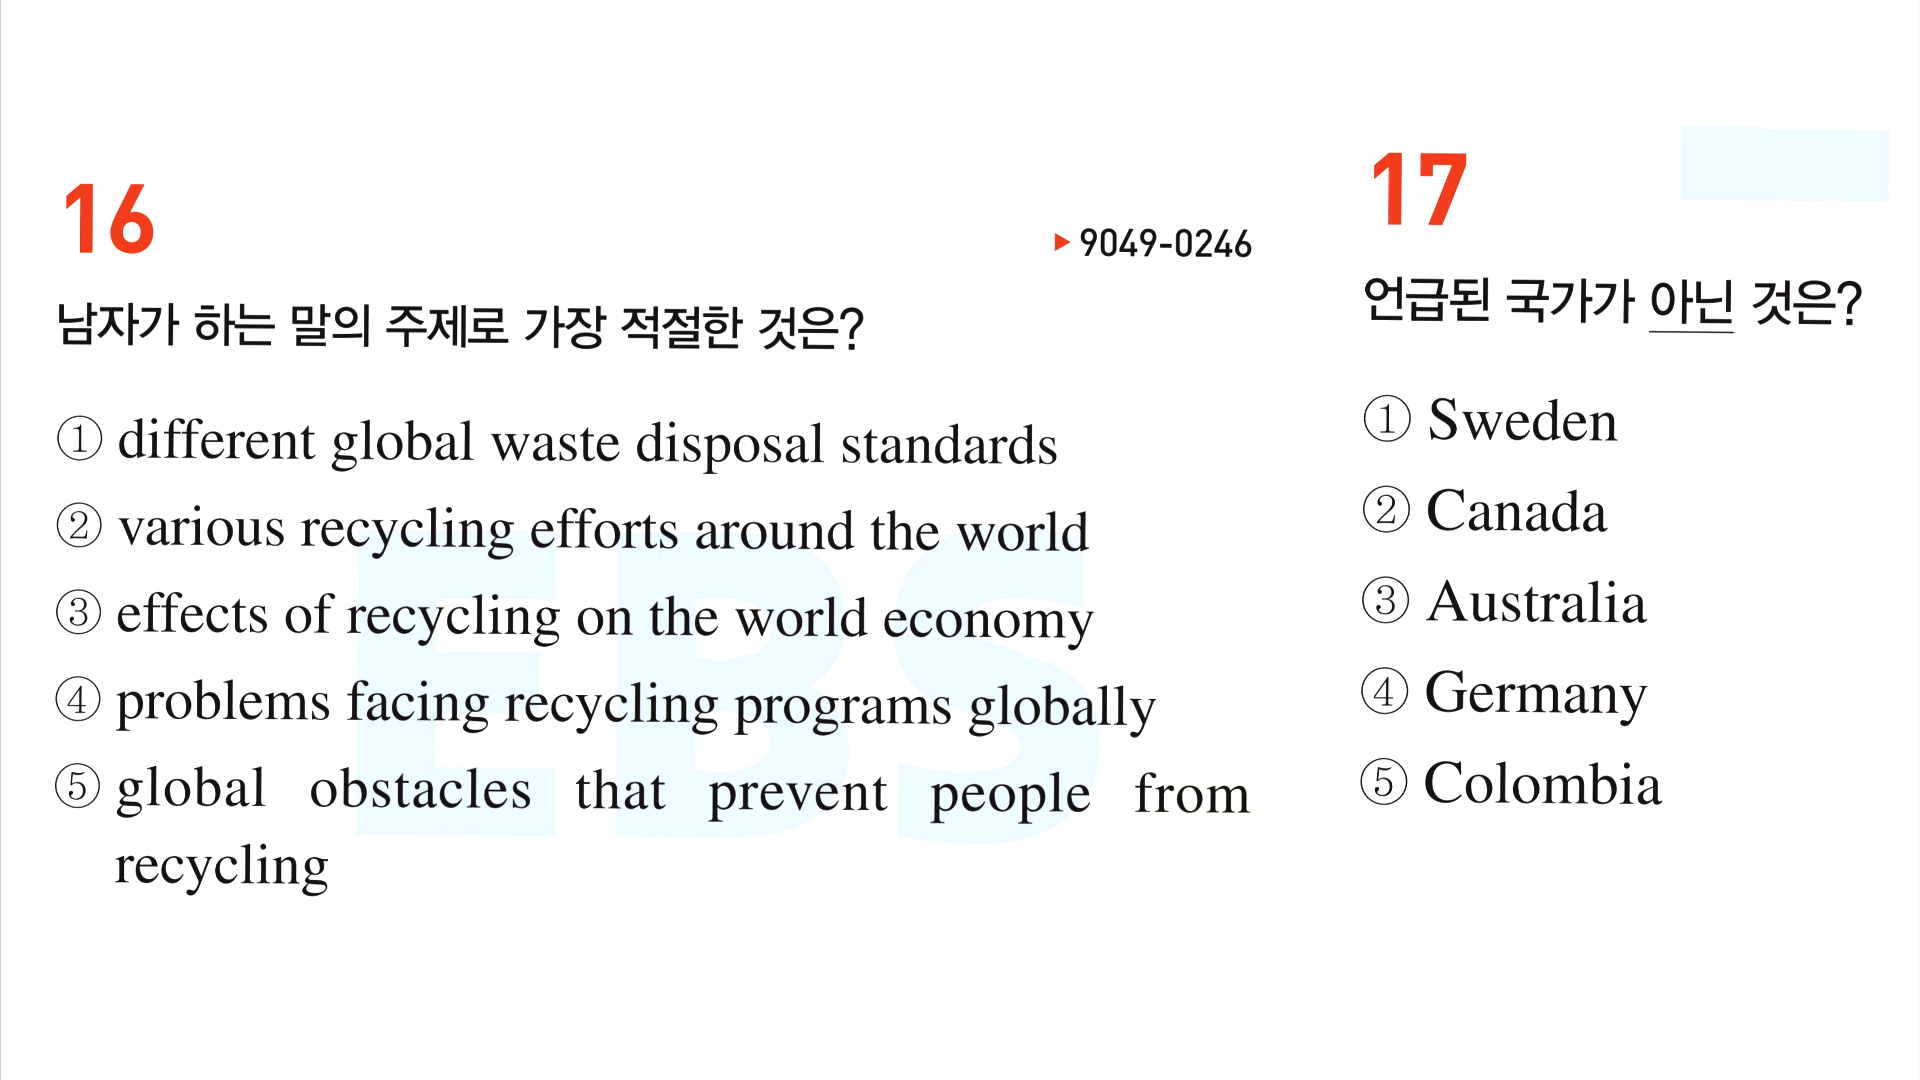 16
▶ 9049-0246
남자가 하는 말의 주제로 가장 적절한 것은?
① different global waste disposal standards
② various recycling efforts around the world
③ effects of recycling on the world economy
④ problems facing recycling programs globally
⑤ global obstacles that prevent people from
recycling
EBS
17
언급된 국가가 아닌 것은?
① Sweden
② Canada
③ Australia
④ Germany
⑤ Colombia